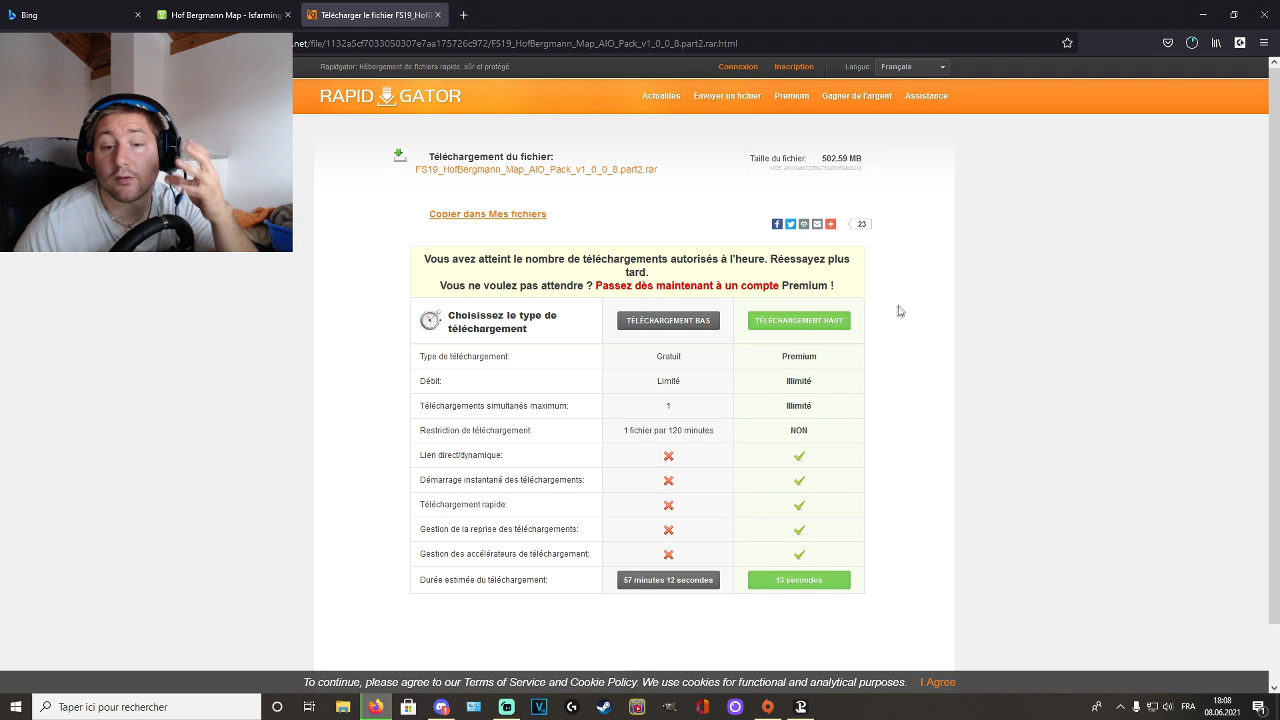 Bing
Hof Bergmann Map - lsfarming
Télécharger FS19_Hof
net/file/1132a5cf7033050307e7aa175726c972/FS19_HofBergmann_Map_AIO_Pack_v1_0_0_8.part2.rar.html
Rapidgator: Hébergement de fichiers rapide, sûr et protégé
Connexion
Inscription
Langue:
Français
RAPID GATOR
Actualités
Envoyer un fichier
Premium
Gagner de l'argent
Assistance
Téléchargement du fichier:
FS19_HofBergmann_Map_AIO_Pack_v1_0_0_8.part2.rar
Taille du fichier: 502.59 MB
Copier dans Mes fichiers
23
Vous avez atteint le nombre de téléchargements autorisés à l'heure. Réessayez plus
tard.
Vous ne voulez pas attendre ? Passez dès maintenant à un compte Premium !
Choisissez le type de
téléchargement
TÉLÉCHARGEMENT BAS
TÉLÉCHARGEMENT HAUT
Type de téléchargement: Gratuit Premium
Débit: Limité Illimité
Téléchargements simultanés maximum: 1 Illimité
Restriction de téléchargement: 1 fichier par 120 minutes NON
Lien direct/dynamique:
Démarrage instantané des téléchargements:
Téléchargement rapide:
Gestion de la reprise des téléchargements:
Gestion des accélérateurs de téléchargement:
Durée estimée du téléchargement: 57 minutes 12 secondes 13 secondes
To continue, please agree to our Terms of Service and Cookie Policy. We use cookies for functional and analytical purposes. I Agree
Taper ici pour rechercher
18:08
08.06.2021